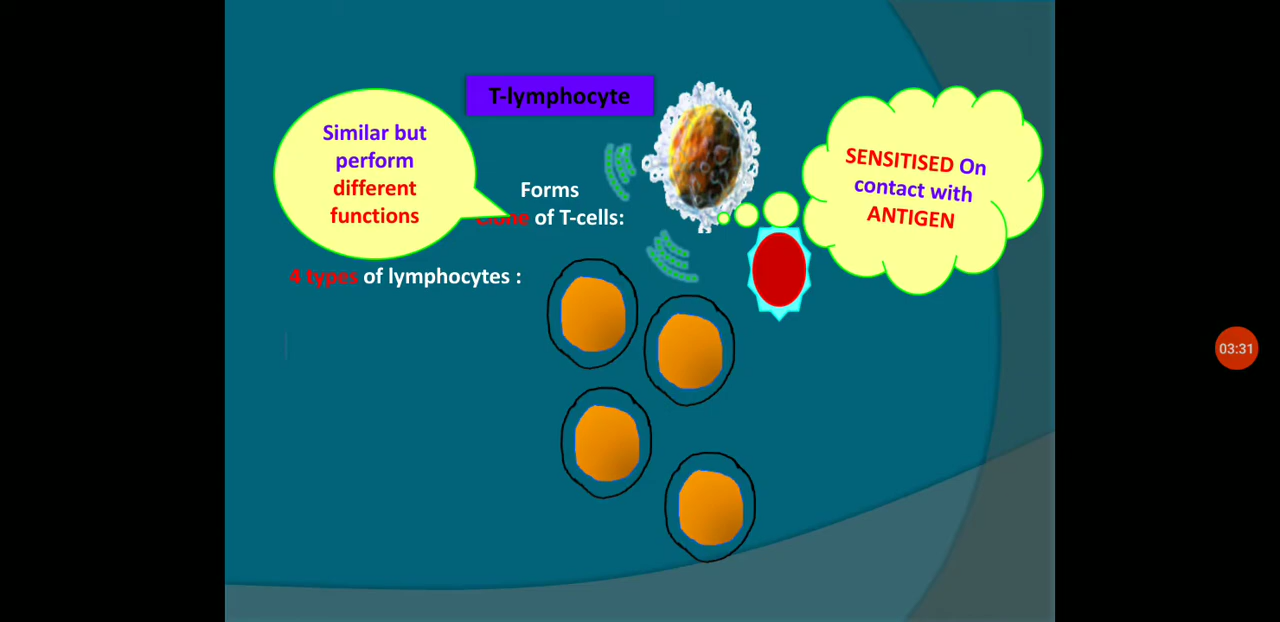 T-lymphocyte
Similar but
perform
different
functions
SENSITISED On
contact with
ANTIGEN
Forms
clone of T-cells:
4 types of lymphocytes :
03:31